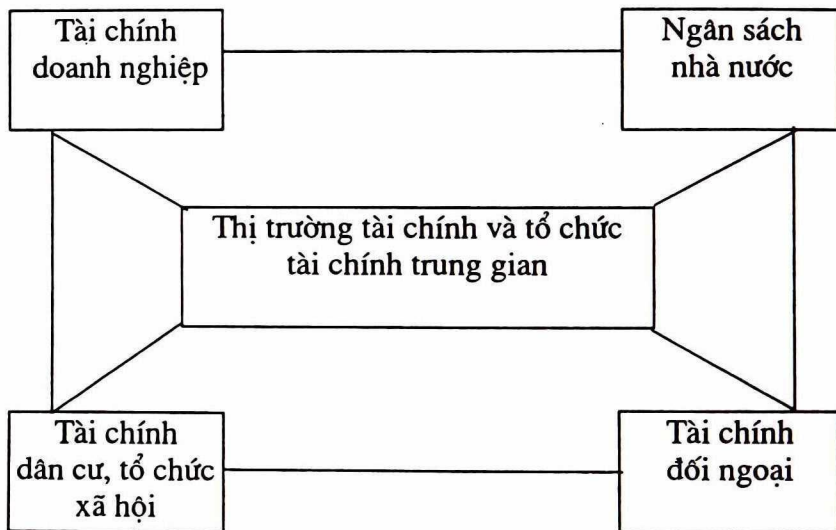 Tài chính
doanh nghiệp
Ngân sách
nhà nước
Thị trường tài chính và tổ chức
tài chính trung gian
Tài chính
dân cư, tổ chức
xã hội
Tài chính
đối ngoại